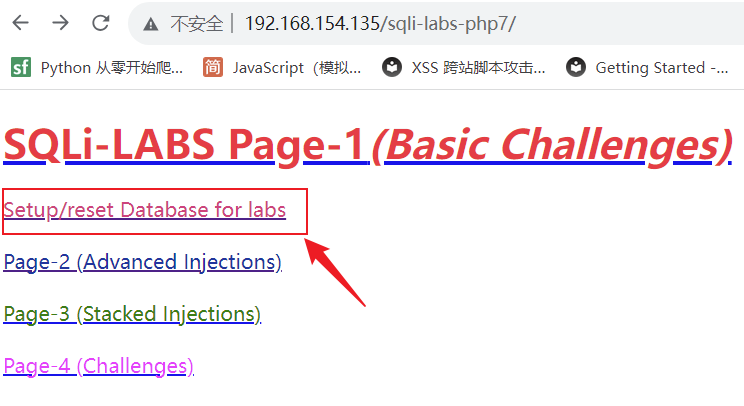 不安全 | 192.168.154.135/sqli-labs-php7/
sf Python 从零开始爬... 简 JavaScript（模拟... XSS 跨站脚本攻击... Getting Started -...
SQLi-LABS Page-1(Basic Challenges)
Setup/reset Database for labs
Page-2 (Advanced Injections)
Page-3 (Stacked Injections)
Page-4 (Challenges)